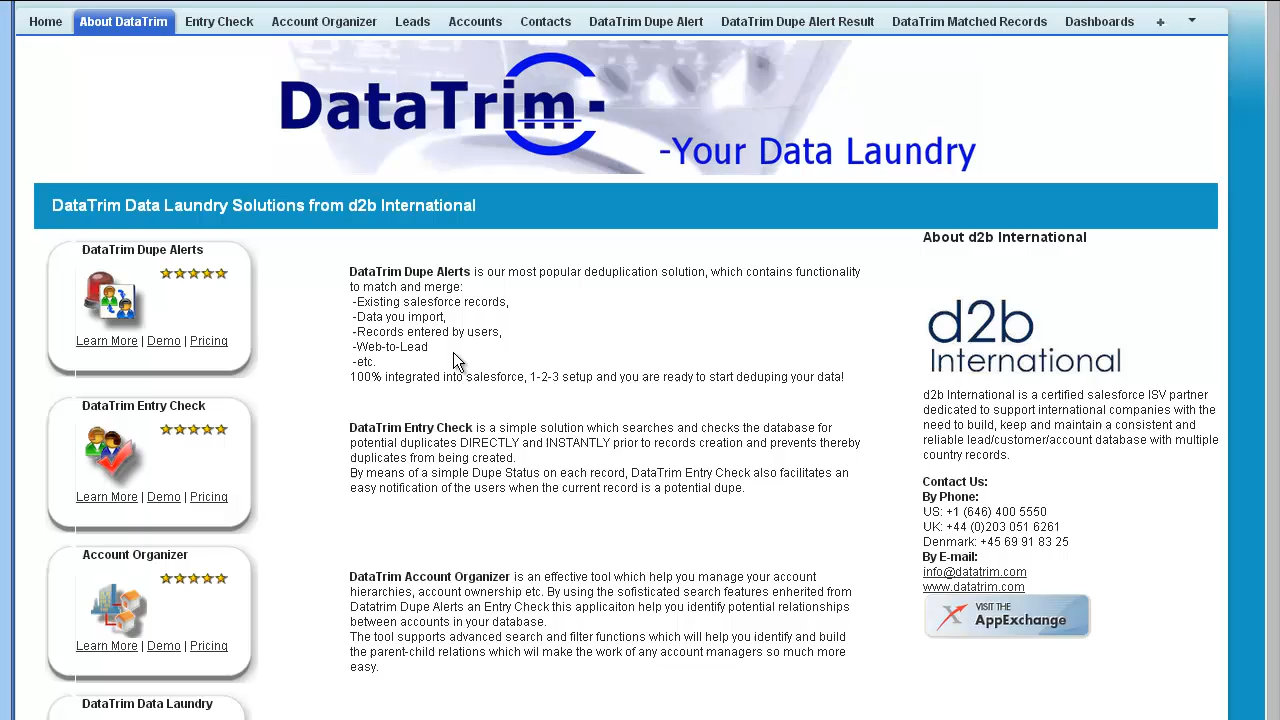 Home About DataTrim Entry Check Account Organizer Leads Accounts Contacts DataTrim Dupe Alert DataTrim Dupe Alert Result DataTrim Matched Records Dashboards +
DataTrim-
-Your Data Laundry
DataTrim Data Laundry Solutions from d2b International
DataTrim Dupe Alerts
Learn More | Demo | Pricing
DataTrim Entry Check
Learn More | Demo | Pricing
Account Organizer
Learn More | Demo | Pricing
DataTrim Data Laundry
DataTrim Dupe Alerts is our most popular deduplication solution, which contains functionality
to match and merge:
-Existing salesforce records,
-Data you import,
-Records entered by users,
-Web-to-Lead
-etc.
100% integrated into salesforce, 1-2-3 setup and you are ready to start deduping your data!
DataTrim Entry Check is a simple solution which searches and checks the database for
potential duplicates DIRECTLY and INSTANTLY prior to records creation and prevents thereby
duplicates from being created.
By means of a simple Dupe Status on each record, DataTrim Entry Check also facilitates an
easy notification of the users when the current record is a potential dupe.
DataTrim Account Organizer is an effective tool which help you manage your account
hierarchies, account ownership etc. By using the sofisticated search features enherited from
Datatrim Dupe Alerts an Entry Check this applicaiton help you identify potential relationships
between accounts in your database.
The tool supports advanced search and filter functions which will help you identify and build
the parent-child relations which wil make the work of any account managers so much more
easy.
About d2b International
d2b
International
d2b International is a certified salesforce ISV partner
dedicated to support international companies with the
need to build, keep and maintain a consistent and
reliable lead/customer/account database with multiple
country records.
Contact Us:
By Phone:
US: +1 (646) 400 5550
UK: +44 (0)203 051 6261
Denmark: +45 69 91 83 25
By E-mail:
info@datatrim.com
www.datatrim.com
VISIT THE
AppExchange